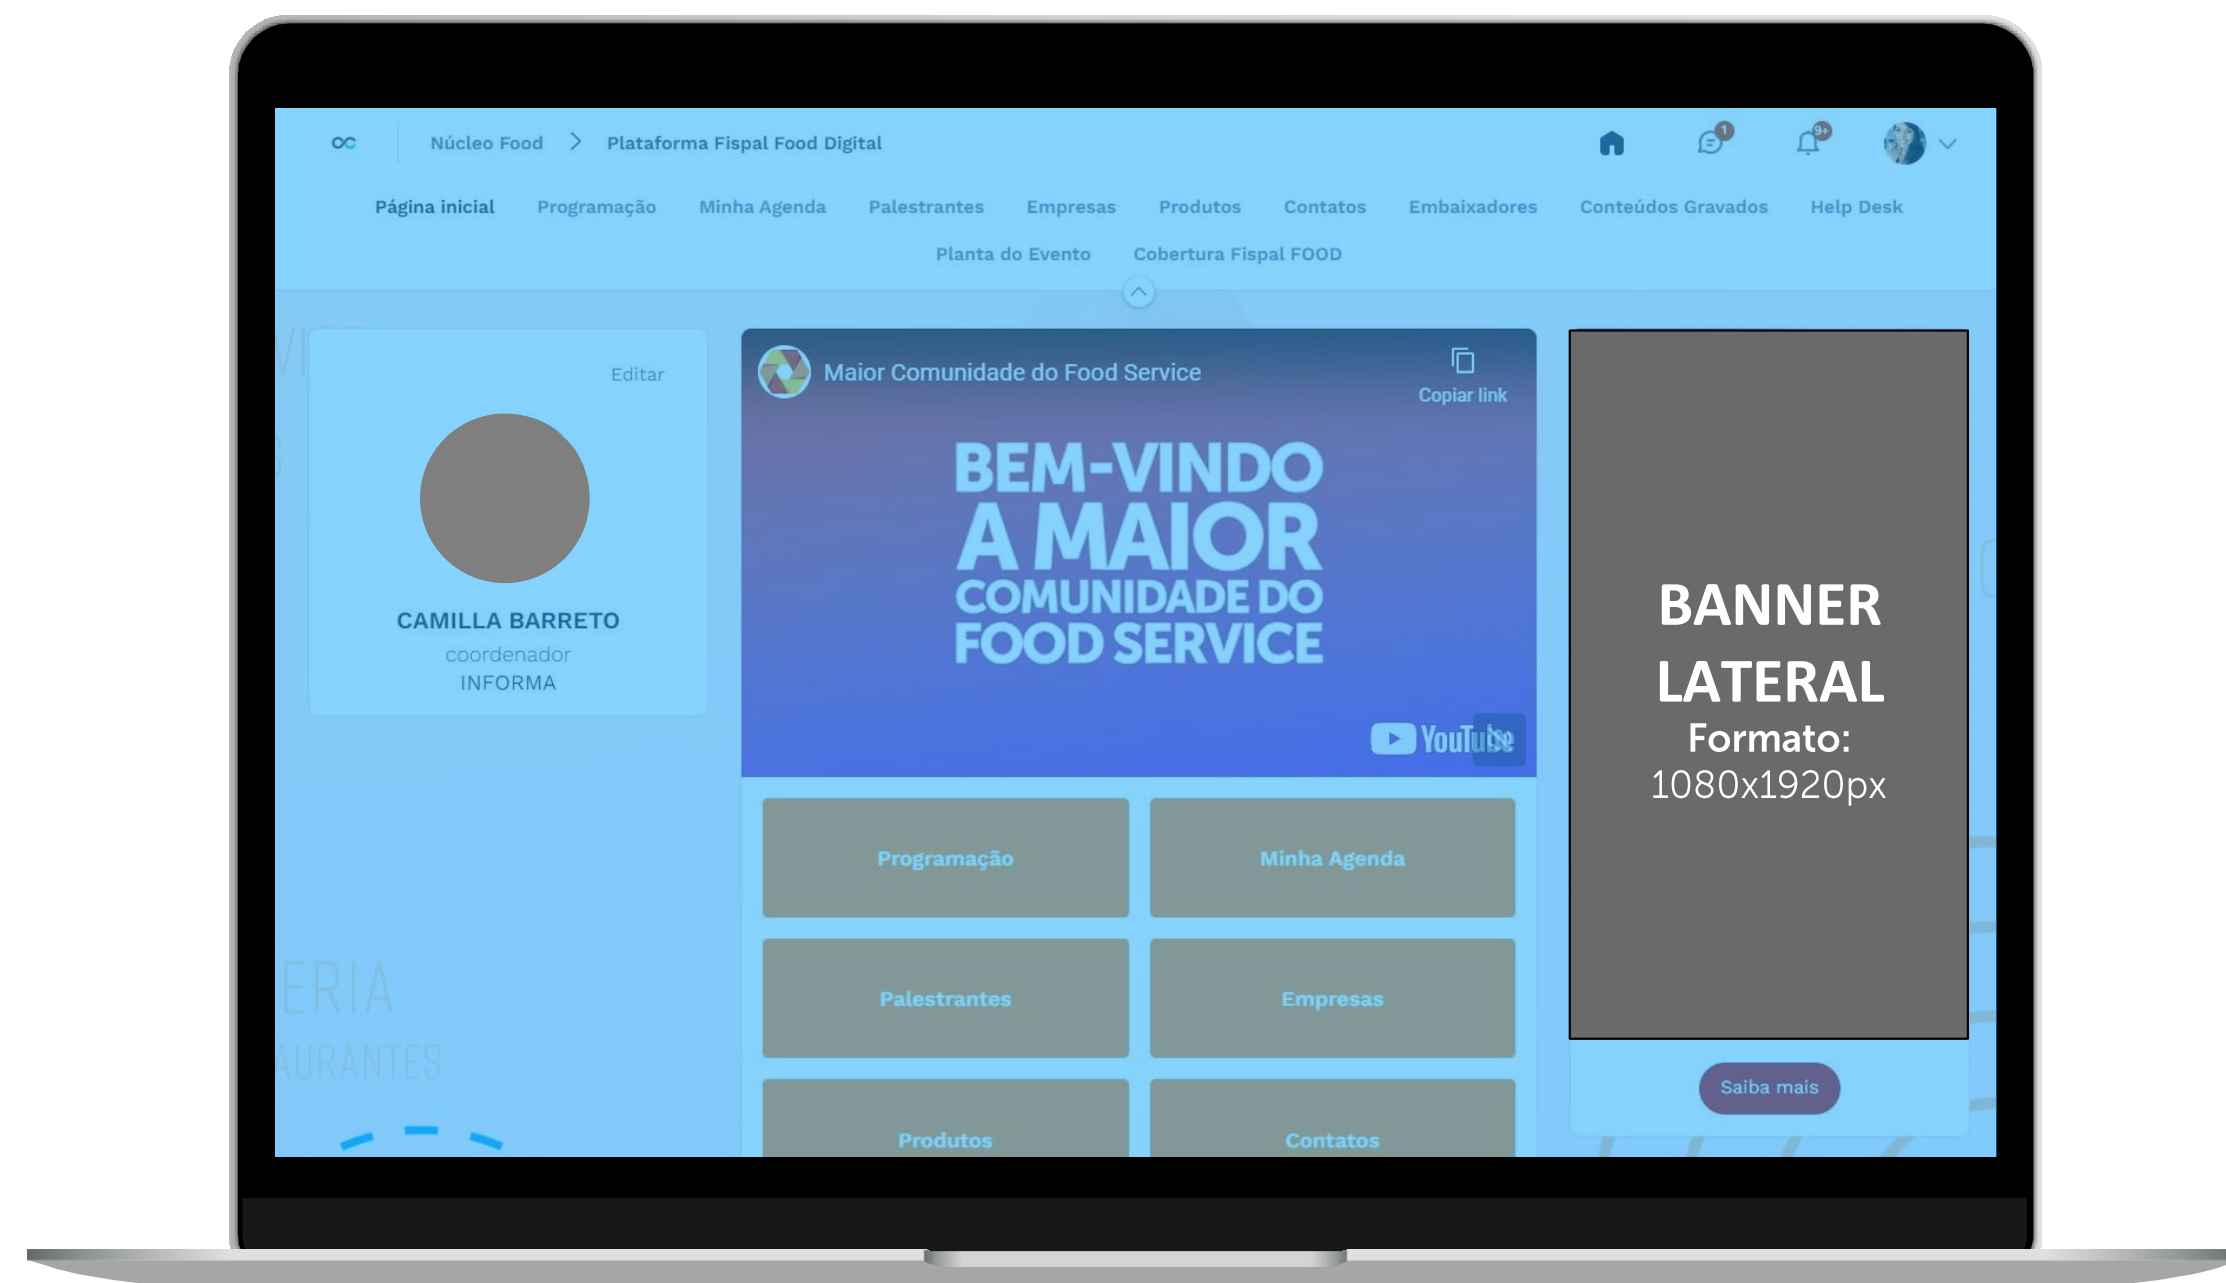 Núcleo Food > Plataforma Fispal Food Digital
1
9+
Página inicial Programação Minha Agenda Palestrantes Empresas Produtos Contatos Embaixadores Conteúdos Gravados Help Desk
Planta do Evento Cobertura Fispal FOOD
Editar
CAMILLA BARRETO
coordenador
INFORMA
Maior Comunidade do Food Service
Copiar link
BEM-VINDO
A MAIOR
COMUNIDADE DO
FOOD SERVICE
YouTube
Programação Minha Agenda
Palestrantes Empresas
Produtos Contatos
BANNER
LATERAL
Formato:
1080x1920px
Saiba mais
ERIA
AURANTES